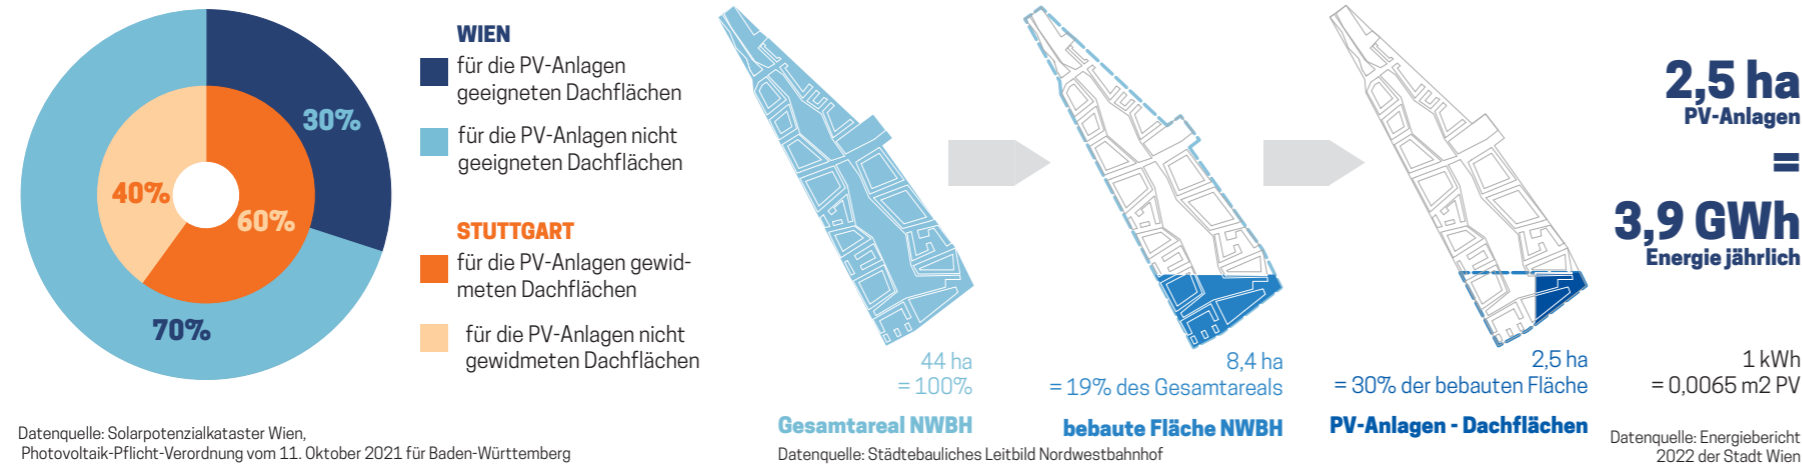 30%
40%
60%
70%
WIEN
für die PV-Anlagen
geeigneten Dachflächen
für die PV-Anlagen nicht
geeigneten Dachflächen
STUTTGART
für die PV-Anlagen gewid-
meten Dachflächen
für die PV-Anlagen nicht
gewidmeten Dachflächen
Datenquelle: Solarpotenzialkataster Wien,
Photovoltaik-Pflicht-Verordnung vom 11. Oktober 2021 für Baden-Württemberg
44 ha
= 100%
Gesamtareal NWBH
8,4 ha
= 19% des Gesamtareals
bebaute Fläche NWBH
2,5 ha
= 30% der bebauten Fläche
PV-Anlagen - Dachflächen
Datenquelle: Städtebauliches Leitbild Nordwestbahnhof
2,5 ha
PV-Anlagen
=
3,9 GWh
Energie jährlich
1 kWh
= 0,0065 m2 PV
Datenquelle: Energiebericht
2022 der Stadt Wien